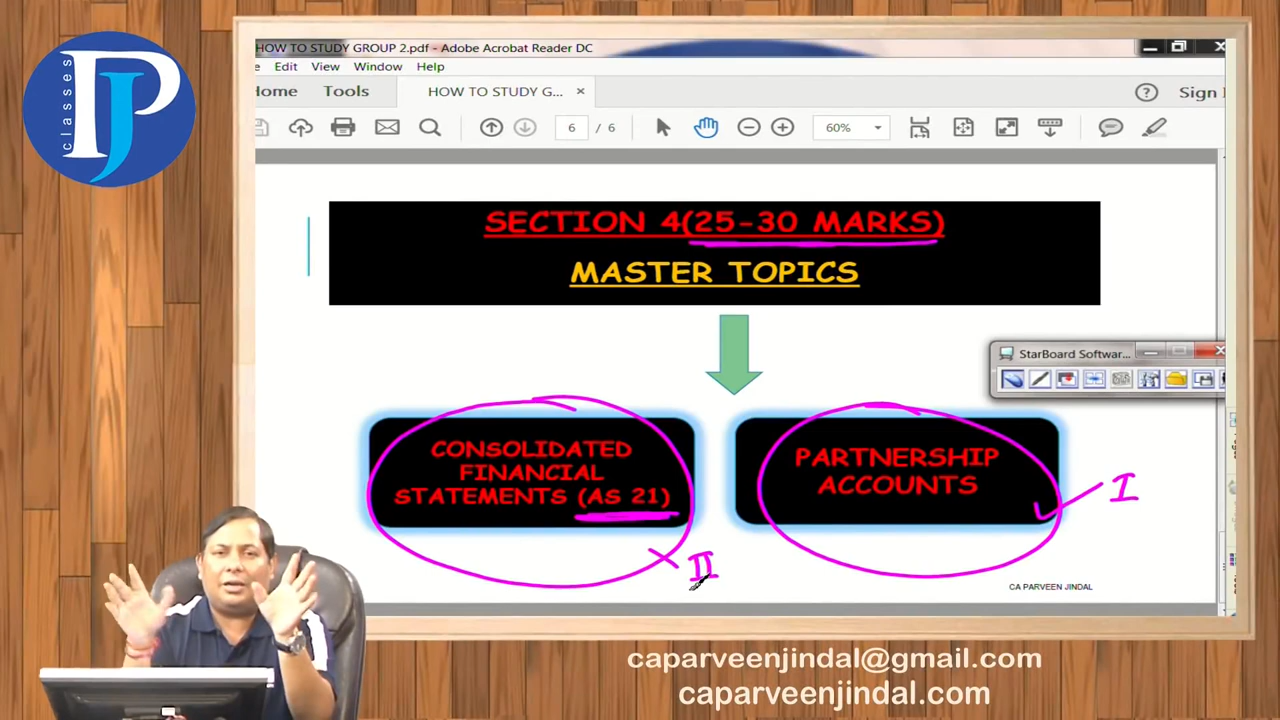 classes
PJ
HOW TO STUDY GROUP 2.pdf - Adobe Acrobat Reader DC
e Edit View Window Help
Home Tools HOW TO STUDY G... × Sign
6 / 6 60%
SECTION 4(25-30 MARKS)
MASTER TOPICS
StarBoard Softwar...
CONSOLIDATED
FINANCIAL
STATEMENTS (AS 21)
PARTNERSHIP
ACCOUNTS
I
II
CA PARVEEN JINDAL
caparveenjindal@gmail.com
caparveenjindal.com